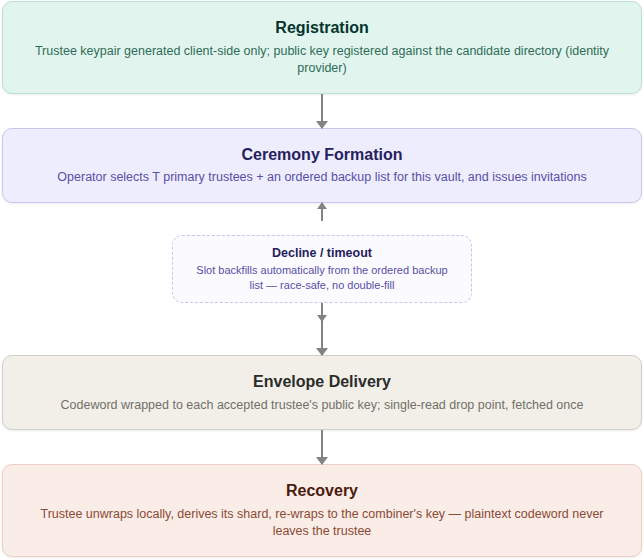 Registration
Trustee keypair generated client-side only; public key registered against the candidate directory (identity
provider)
Ceremony Formation
Operator selects T primary trustees + an ordered backup list for this vault, and issues invitations
Decline / timeout
Slot backfills automatically from the ordered backup
list — race-safe, no double-fill
Envelope Delivery
Codeword wrapped to each accepted trustee's public key; single-read drop point, fetched once
Recovery
Trustee unwraps locally, derives its shard, re-wraps to the combiner's key — plaintext codeword never
leaves the trustee